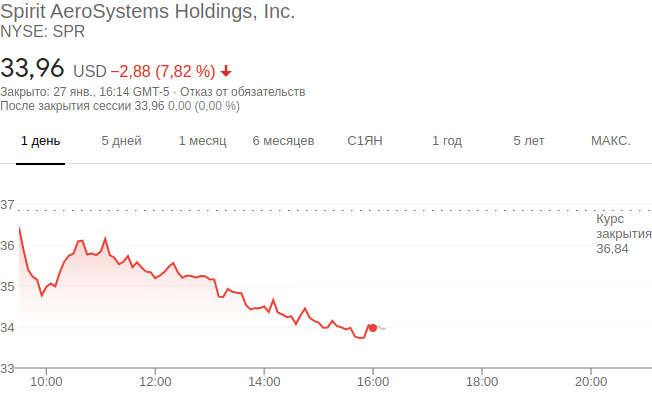 Spirit AeroSystems Holdings, Inc.
NYSE: SPR
33,96 USD −2,88 (7,82 %)
Закрыто: 27 янв., 16:14 GMT-5 · Отказ от обязательств
После закрытия сессии 33,96 0,00 (0,00 %)
1 день 5 дней 1 месяц 6 месяцев С1ЯН 1 год 5 лет МАКС.
37
Курс
закрытия
36,84
36
35
34
33
10:00 12:00 14:00 16:00 18:00 20:00